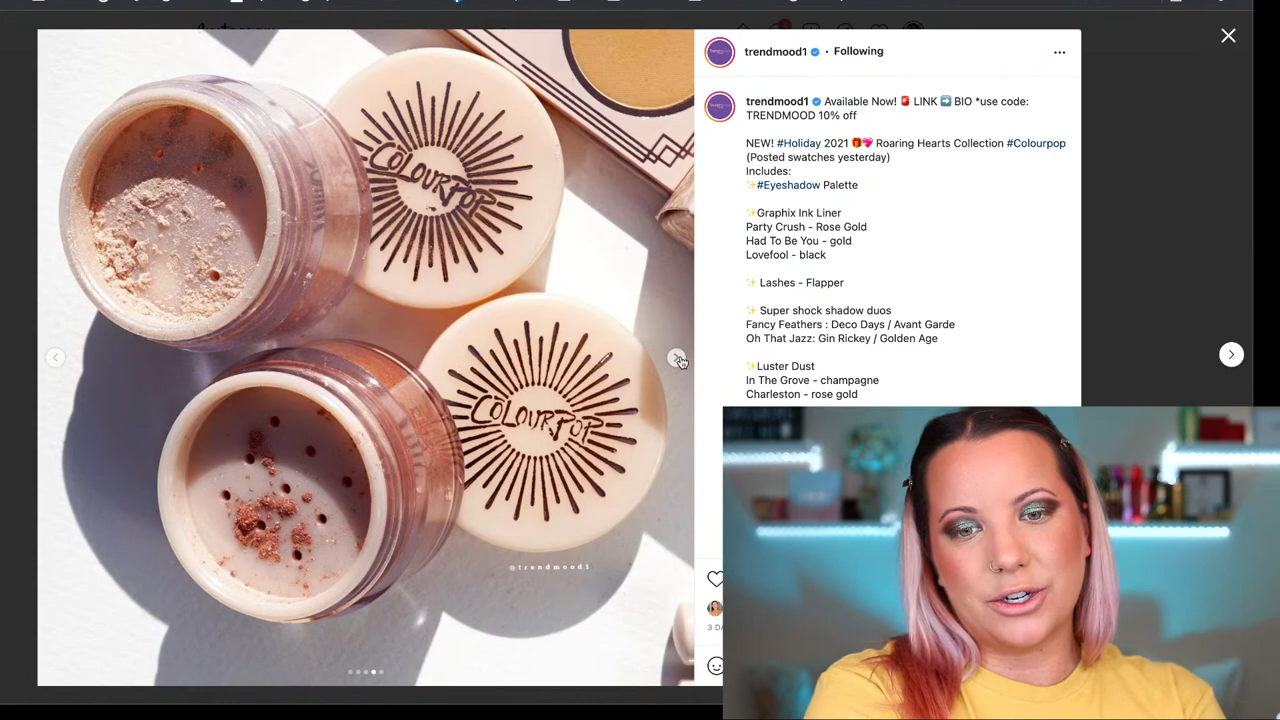 COLOURPOP
COLOURPOP
@trendmood1
trendmood1 • Following
trendmood1 Available Now! 🚨 LINK ➡️ BIO *use code:
TRENDMOOD 10% off
NEW! #Holiday 2021 🎁💖 Roaring Hearts Collection #Colourpop
(Posted swatches yesterday)
Includes:
✨#Eyeshadow Palette
✨Graphix Ink Liner
Party Crush - Rose Gold
Had To Be You - gold
Lovefool - black
✨ Lashes - Flapper
✨ Super shock shadow duos
Fancy Feathers : Deco Days / Avant Garde
Oh That Jazz: Gin Rickey / Golden Age
✨Luster Dust
In The Grove - champagne
Charleston - rose gold